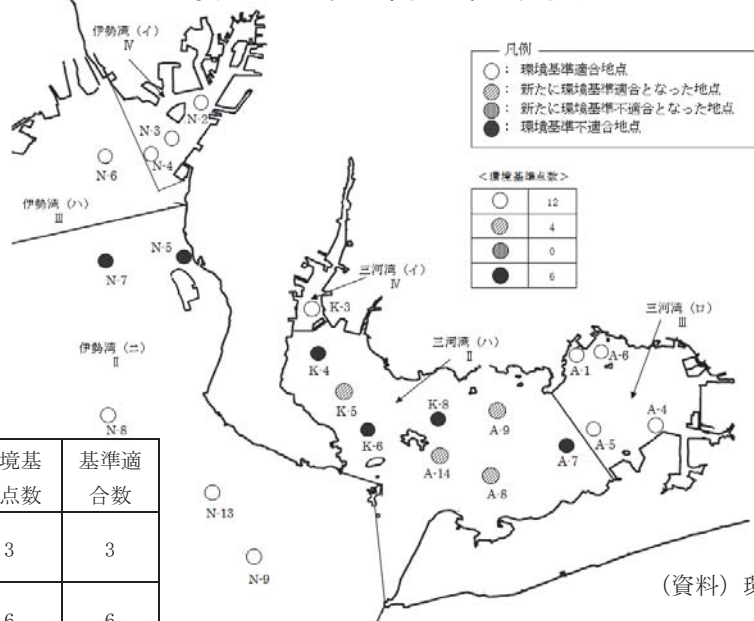 伊勢湾（イ）
Ⅳ
凡例
○： 環境基準適合地点
： 新たに環境基準適合となった地点
： 新たに環境基準不適合となった地点
●： 環境基準不適合地点
N-2
N-3
N-4
N-6
＜環境基準点数＞
○ 12
4
0
● 6
伊勢湾（ハ）
Ⅲ
N-5
N-7
三河湾（イ）
Ⅳ
K-3
三河湾（ロ）
Ⅲ
伊勢湾（ニ）
Ⅱ
三河湾（ハ）
Ⅱ
A-6
A-1
K-4
K-5
K-8
A-9
A-4
N-8
K-6
A-5
A-7
A-14
A-8
境基 基準適
点数 合数
3 3
6 6
N-13
N-9
（資料）環